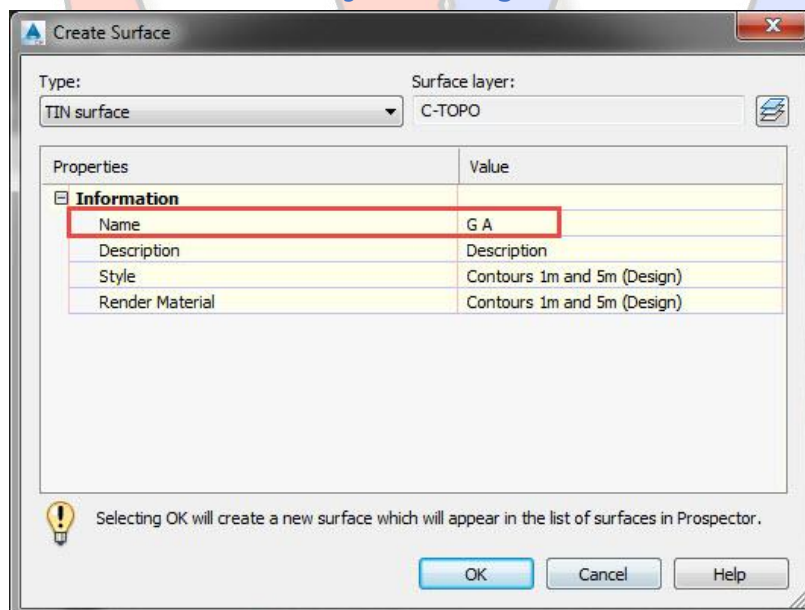 Create Surface
Type:
Surface layer:
TIN surface
C-TOPO
Properties
Value
Information
Name
G A
Description
Description
Style
Contours 1m and 5m (Design)
Render Material
Contours 1m and 5m (Design)
Selecting OK will create a new surface which will appear in the list of surfaces in Prospector.
OK
Cancel
Help